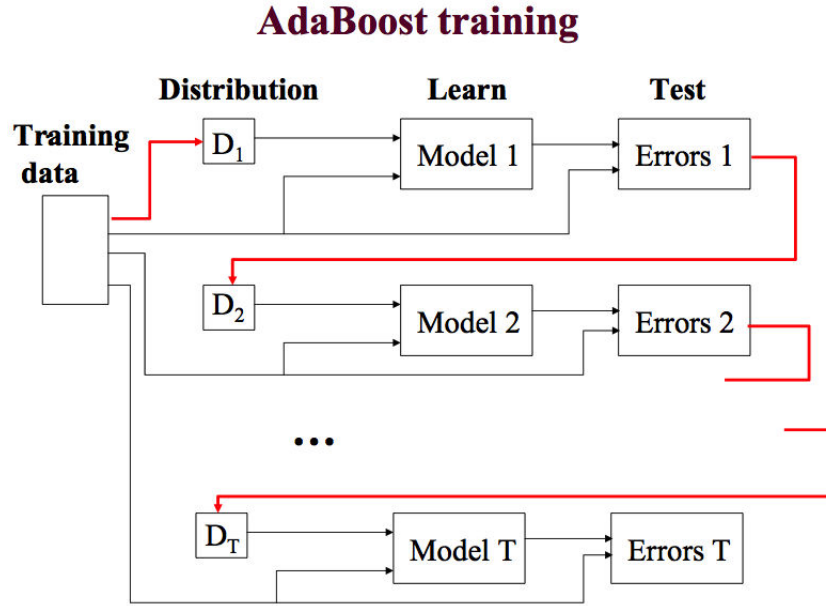 AdaBoost training
Distribution Learn Test
Training
data
D₁ Model 1 Errors 1
D₂ Model 2 Errors 2
...
D_T Model T Errors T